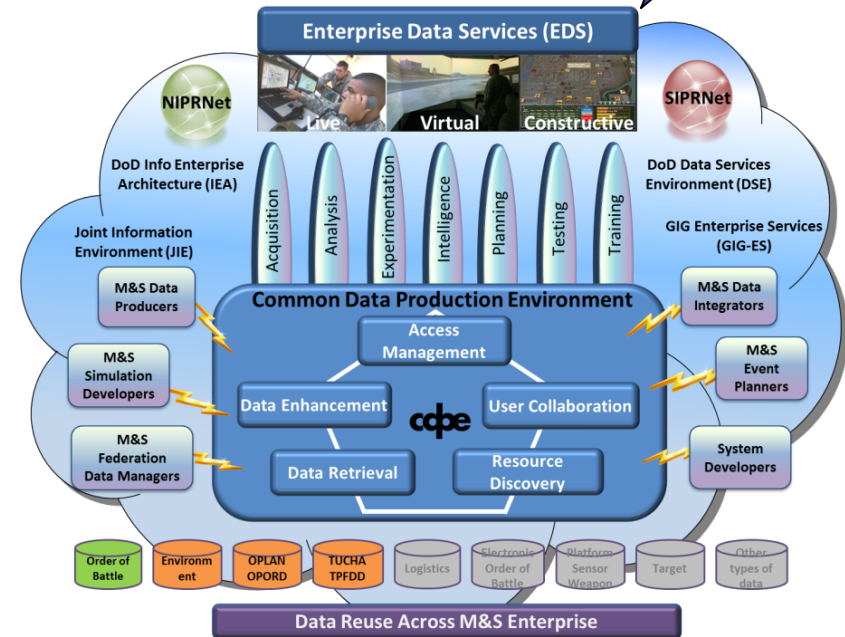 Enterprise Data Services (EDS)
NIPRNet
SIPRNet
Live
Virtual
Constructive
DoD Info Enterprise
Architecture (IEA)
DoD Data Services
Environment (DSE)
Joint Information
Environment (JIE)
GIG Enterprise Services
(GIG-ES)
Acquisition
Analysis
Experimentation
Intelligence
Planning
Testing
Training
M&S Data
Producers
M&S
Simulation
Developers
M&S
Federation
Data Managers
Common Data Production Environment
Access
Management
Data Enhancement
User Collaboration
cdpe
Data Retrieval
Resource
Discovery
M&S Data
Integrators
M&S
Event
Planners
System
Developers
Order of
Battle
Environm
ent
OPLAN
OPORD
TUCHA
TPFDD
Logistics
Electronic
Order of
Battle
Platform
Sensor
Weapon
Target
Other
types of
data
Data Reuse Across M&S Enterprise